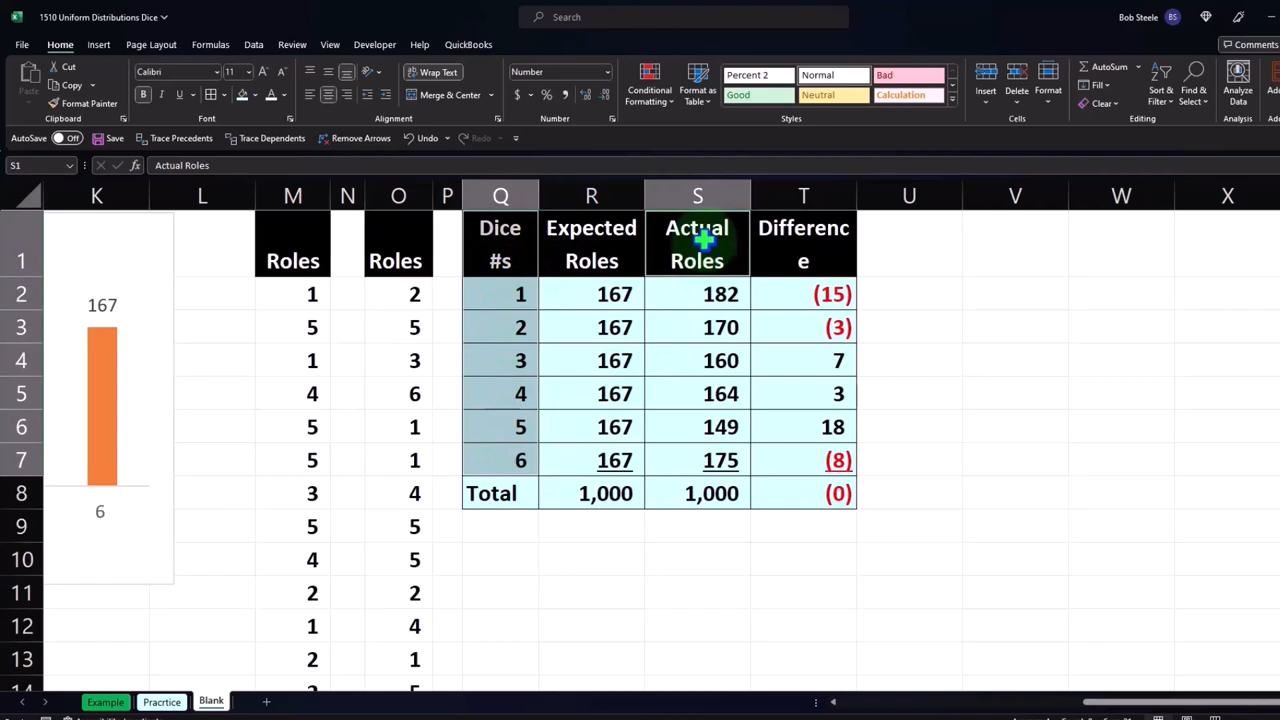 1510 Uniform Distributions Dice
Search
Bob Steele BS
File Home Insert Page Layout Formulas Data Review View Developer Help QuickBooks
Comments
Cut
Copy
Format Painter
Paste
Clipboard
Calibri 11
Font
Wrap Text
Merge & Center
Alignment
Number
Number
Conditional Formatting
Format as Table
Percent 2 Normal Bad
Good Neutral Calculation
Styles
Insert Delete Format
Cells
AutoSum
Fill
Clear
Sort & Filter
Find & Select
Editing
Analyze Data
Analysis
AutoSave Off Save Trace Precedents Trace Dependents Remove Arrows Undo Redo
S1 Actual Roles
K L M N O P Q R S T U V W X
1 Roles Roles Dice #s Expected Roles Actual Roles Differenc e
2 1 2 1 167 182 (15)
3 5 5 2 167 170 (3)
4 1 3 3 167 160 7
5 4 6 4 167 164 3
6 5 1 5 167 149 18
7 5 1 6 167 175 (8)
8 3 4 Total 1,000 1,000 (0)
9 5 5
10 4 5
11 2 2
12 1 4
13 2 1
167
6
Example Pracrtice Blank